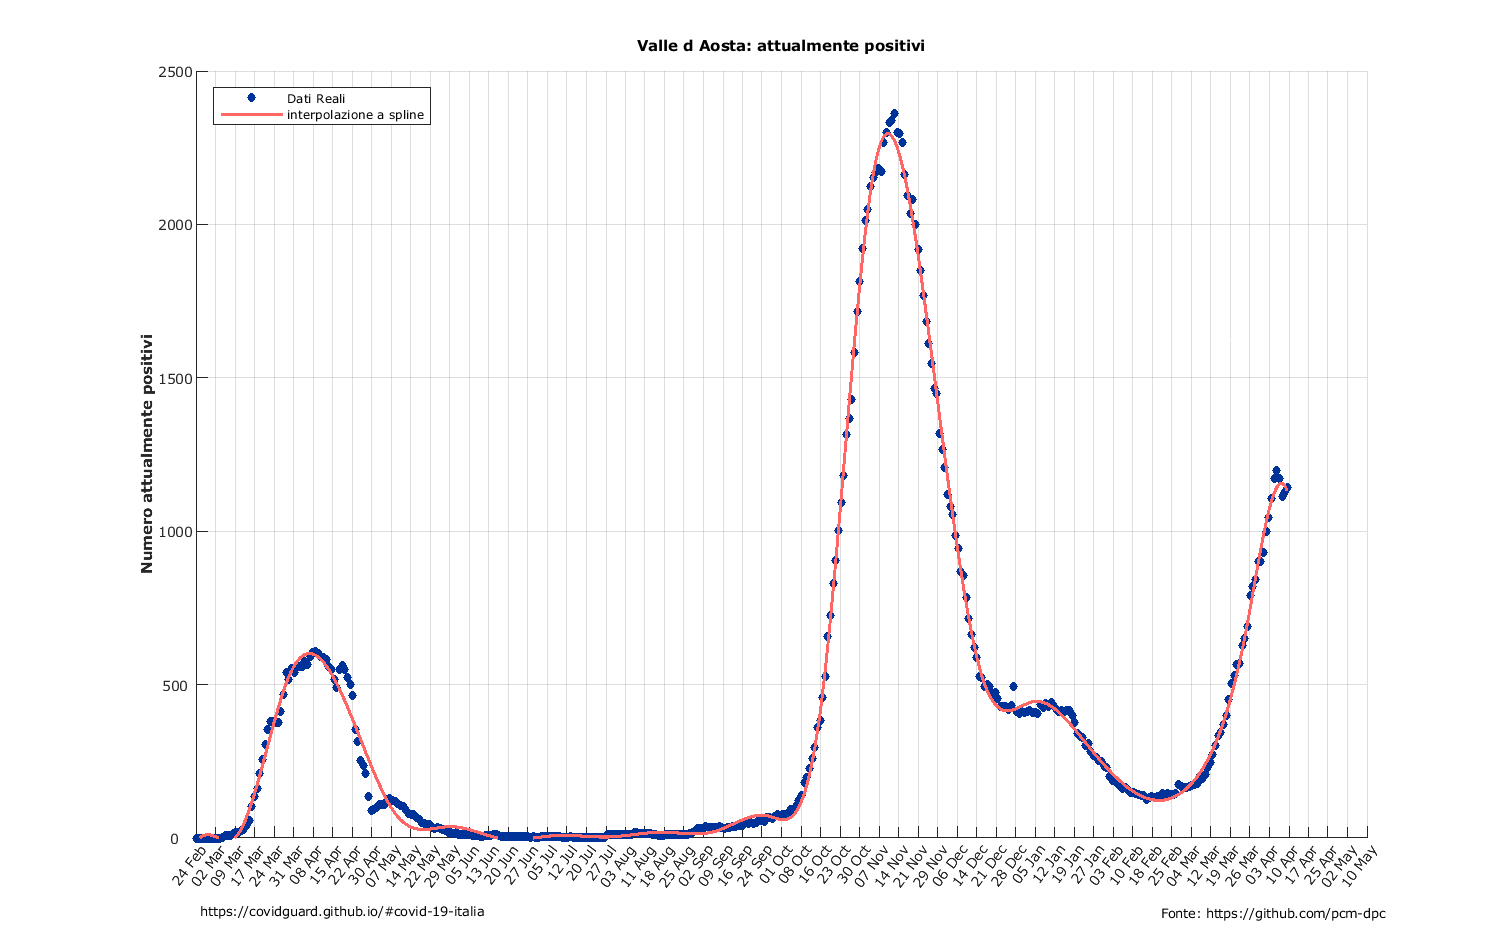 Valle d Aosta: attualmente positivi
Dati Reali
interpolazione a spline
Numero attualmente positivi
2500
2000
1500
1000
500
0
24 Feb
02 Mar
09 Mar
17 Mar
24 Mar
31 Mar
08 Apr
15 Apr
22 Apr
30 Apr
07 May
14 May
22 May
29 May
05 Jun
13 Jun
20 Jun
27 Jun
05 Jul
12 Jul
20 Jul
27 Jul
03 Aug
11 Aug
18 Aug
25 Aug
02 Sep
09 Sep
16 Sep
24 Sep
01 Oct
08 Oct
16 Oct
23 Oct
30 Oct
07 Nov
14 Nov
21 Nov
29 Nov
06 Dec
14 Dec
21 Dec
28 Dec
05 Jan
12 Jan
19 Jan
27 Jan
03 Feb
10 Feb
18 Feb
25 Feb
04 Mar
12 Mar
19 Mar
26 Mar
03 Apr
10 Apr
17 Apr
25 Apr
02 May
10 May
https://covidguard.github.io/#covid-19-italia
Fonte: https://github.com/pcm-dpc